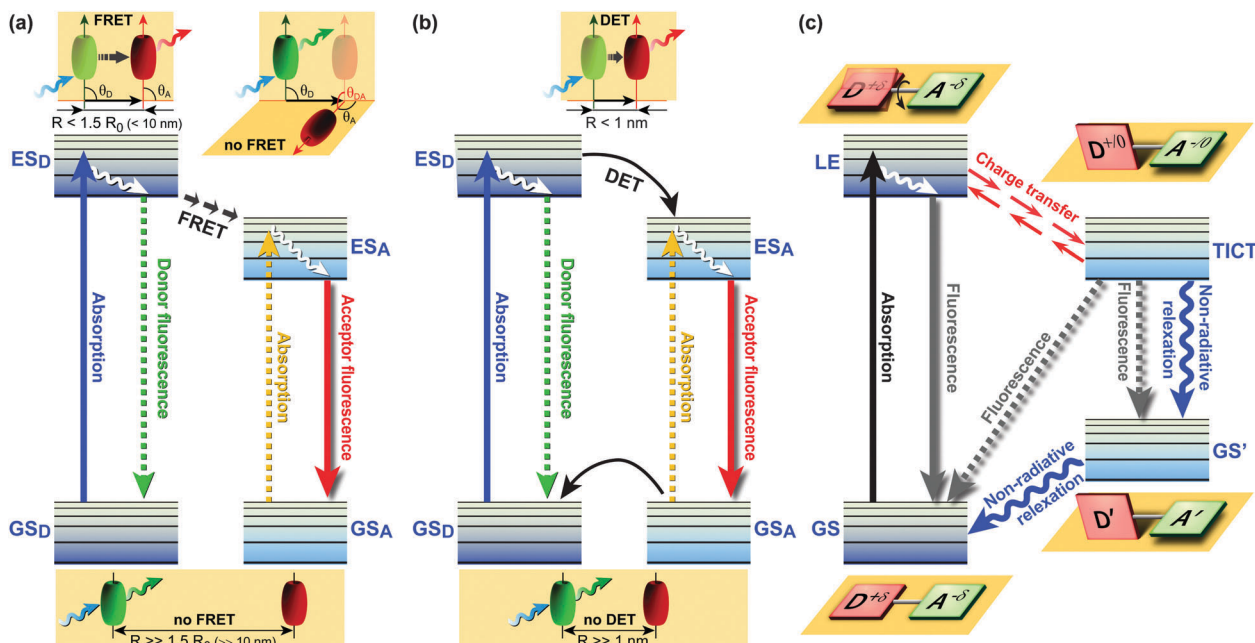 (a)
FRET
θD
θA
R < 1.5 R0 (< 10 nm)
θD
θDA
θA
no FRET
ESD
FRET
ESA
Absorption
Donor fluorescence
Absorption
Acceptor fluorescence
GSD
GSA
no FRET
R >> 1.5 R0 (>> 10 nm)
(b)
DET
R < 1 nm
ESD
DET
ESA
Absorption
Donor fluorescence
Absorption
Acceptor fluorescence
GSD
GSA
no DET
R >> 1 nm
(c)
D+δ
A-δ
D+/0
A-/0
LE
Charge transfer
TICT
Absorption
Fluorescence
Fluorescence
Fluorescence
Non-radiative
relexation
GS'
Non-radiative
relexation
GS
D'
A'
D+δ
A-δ